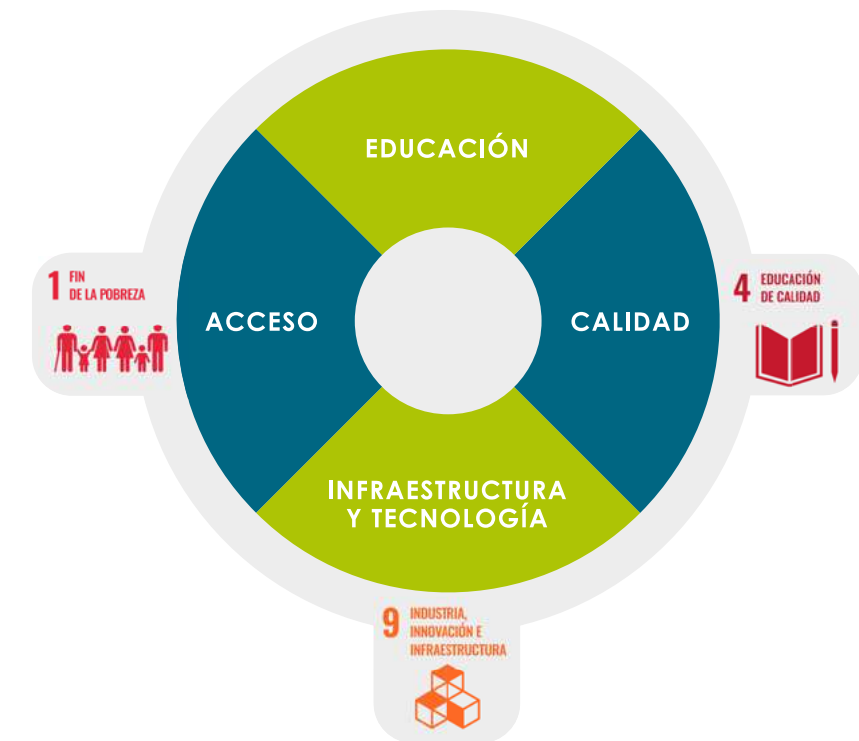 EDUCACIÓN
1 FIN
DE LA POBREZA
ACCESO
CALIDAD
4 EDUCACIÓN
DE CALIDAD
INFRAESTRUCTURA
Y TECNOLOGÍA
9 INDUSTRIA,
INNOVACIÓN E
INFRAESTRUCTURA